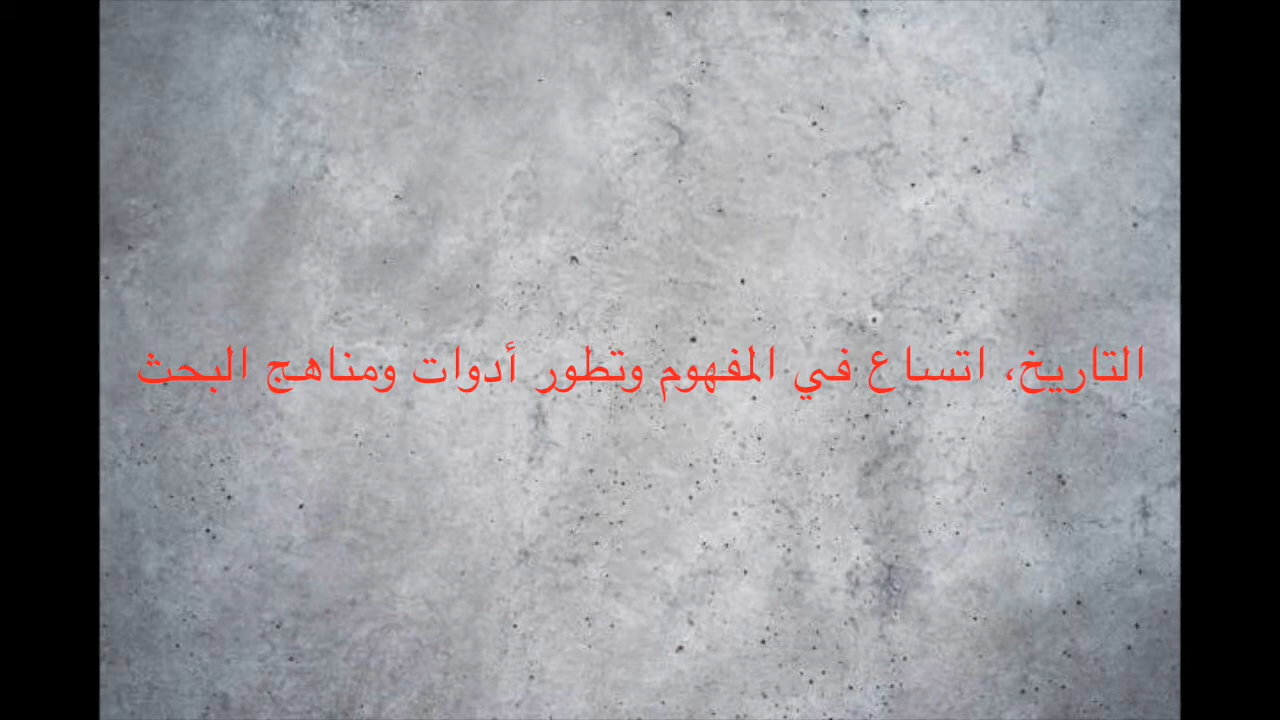 التاريخ، اتساع في المفهوم وتطور أدوات ومناهج البحث